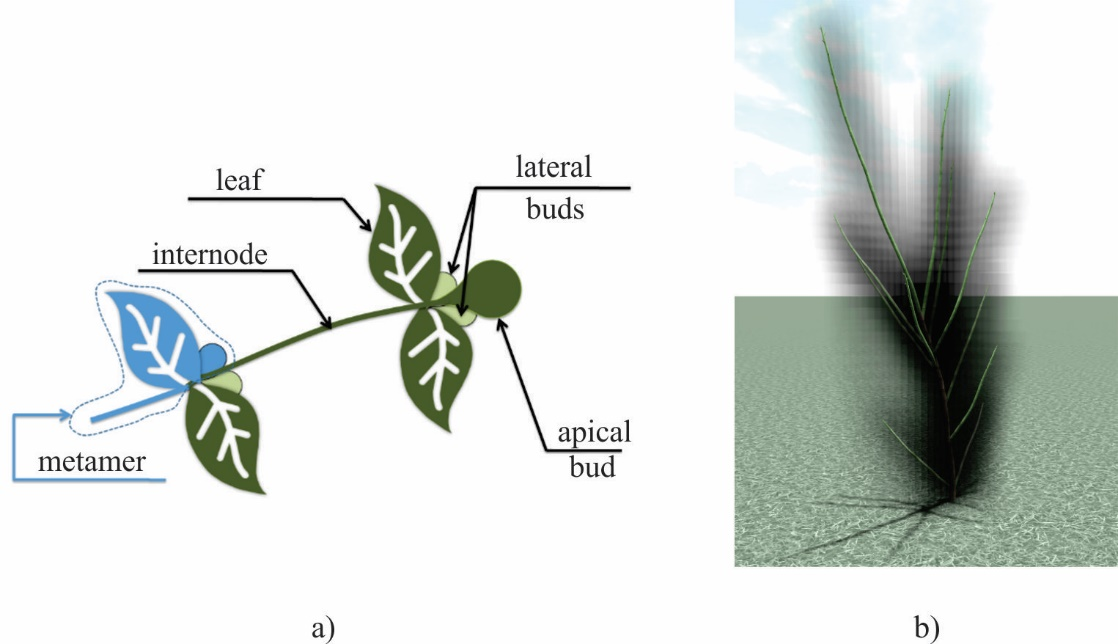 lateral
buds
leaf
internode
metamer
apical
bud
a)
b)